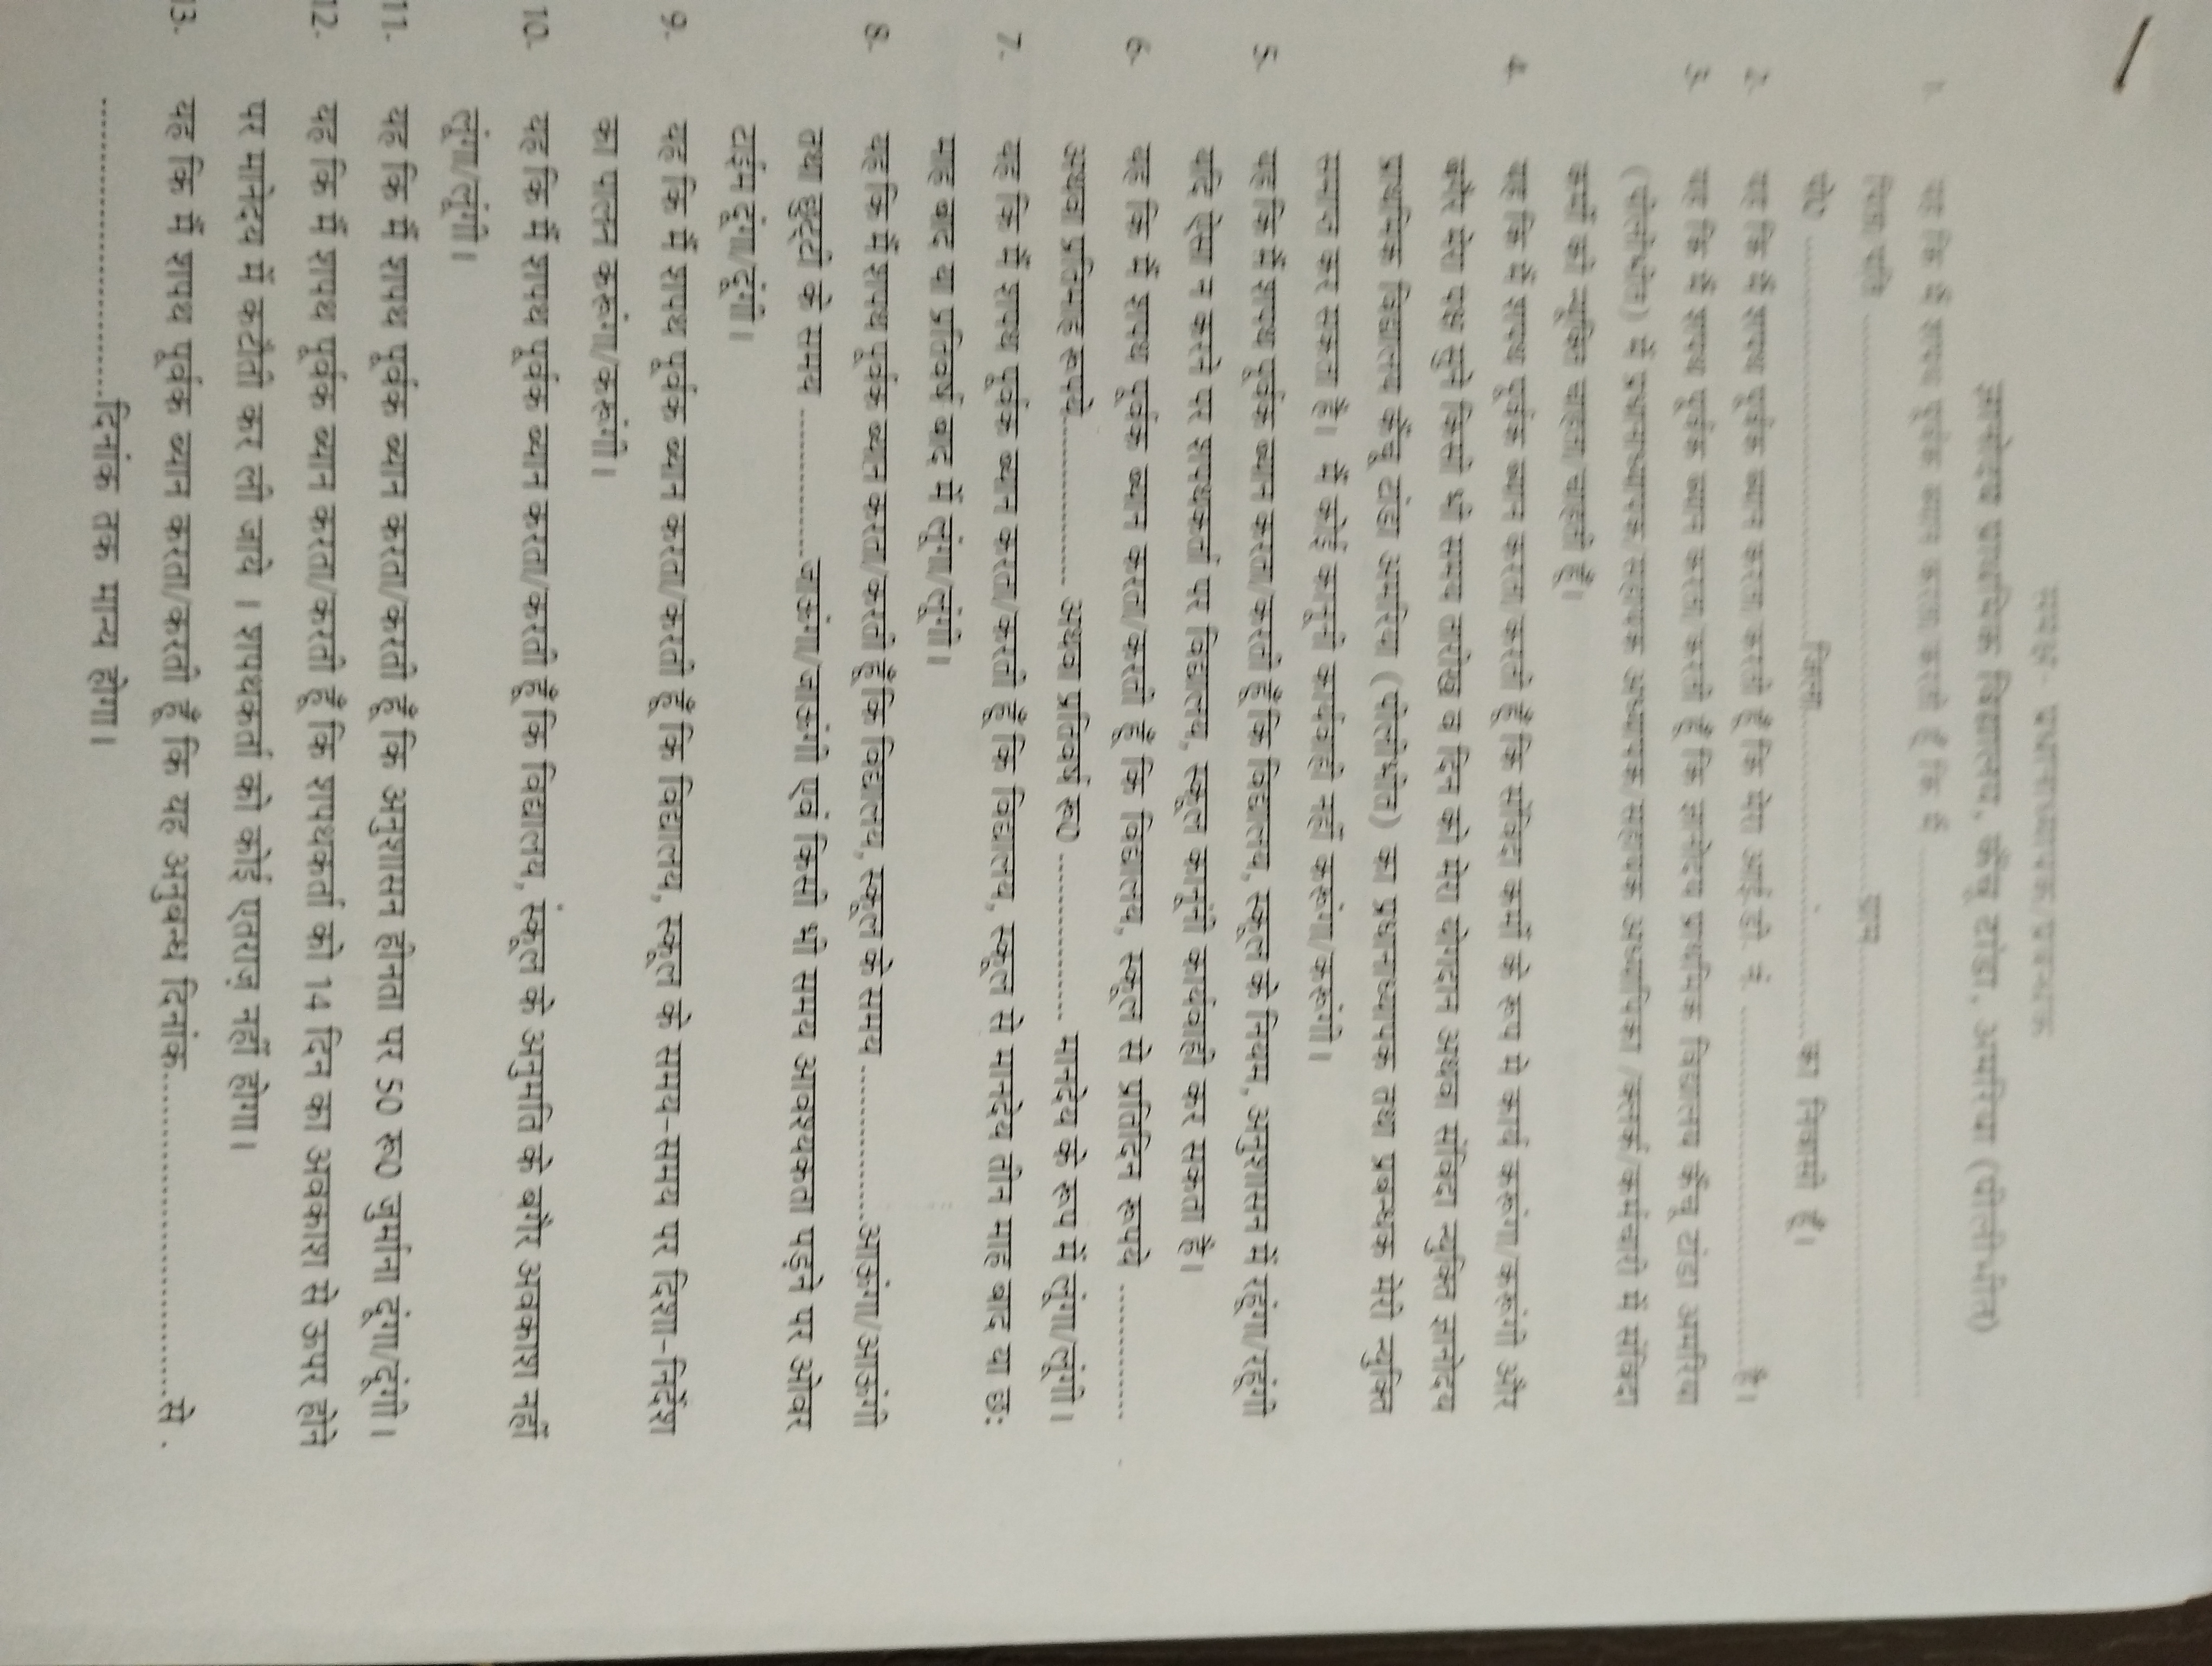 समक्षः- प्रधानाध्यापक/प्रबन्धक
ज्ञानोदय प्राथमिक विद्यालय, कैंचू टांडा, अमरिया (पीलीभीत)
1. यह कि मैं शपथ पूर्वक ब्यान करता/करती हूँ कि मैं ..............................
..............................ग्राम..............................
पो0 ..............................जिला..............................का निवासी हूँ।
2. यह कि मैं शपथ पूर्वक ब्यान करता/करती हूँ कि मेरा आई.डी. नं. ..............................है।
3. यह कि मैं शपथ पूर्वक ब्यान करता/करती हूँ कि ज्ञानोदय प्राथमिक विद्यालय कैंचू टांडा अमरिया
(पीलीभीत) में प्रधानाध्यापक/सहायक अध्यापक/सहायक अध्यापिका /क्लर्क/कर्मचारी में संविदा
कर्मी को न्युक्ति चाहता/चाहती हूँ।
4. यह कि मैं शपथ पूर्वक ब्यान करता/करती हूँ कि संविदा कर्मी के रूप मे कार्य करूंगा/करूंगी और
बगैर मेरा पक्ष सुने किसी भी समय तारीख व दिन को मेरा योगदान अथवा संविदा न्युक्ति ज्ञानोदय
प्राथमिक विद्यालय कैंचू टांडा अमरिया (पीलीभीत) का प्रधानाध्यापक तथा प्रबन्धक मेरी न्युक्ति
समाप्त कर सकता है। मैं कोई कानूनी कार्यवाही नहीं करूंगा/करूंगी।
5. यह कि मैं शपथ पूर्वक ब्यान करता/करती हूँ कि विद्यालय, स्कूल के नियम, अनुशासन में रहूंगा/रहूंगी
यदि ऐसा न करने पर शपथकर्ता पर विद्यालय, स्कूल कानूंनी कार्यवाही कर सकता है।
6. यह कि मैं शपथ पूर्वक ब्यान करता/करती हूँ कि विद्यालय, स्कूल से प्रतिदिन रूपये ................
अथवा प्रतिमाह रूपये.................. अथवा प्रतिवर्ष रू0 .................. मानदेय के रूप में लूंगा/लूंगी।
7. यह कि मैं शपथ पूर्वक ब्यान करता/करती हूँ कि विद्यालय, स्कूल से मानदेय तीन माह बाद या छः
माह बाद या प्रतिवर्ष बाद में लूंगा/लूंगी।
8. यह कि मैं शपथ पूर्वक ब्यान करता/करती हूँ कि विद्यालय, स्कूल के समय ..................आऊंगा/आऊंगी
तथा छुट्टी के समय ..................जाऊंगा/जाऊंगी एवं किसी भी समय आवश्यकता पड़ने पर ओवर
टाईम दूंगा/दूंगी।
9. यह कि मैं शपथ पूर्वक ब्यान करता/करती हूँ कि विद्यालय, स्कूल के समय-समय पर दिशा-निर्देश
का पालन करूंगा/करूंगी।
10. यह कि मैं शपथ पूर्वक ब्यान करता/करती हूँ कि विद्यालय, स्कूल के अनुमति के बगैर अवकाश नहीं
लूंगा/लूंगी।
11. यह कि मैं शपथ पूर्वक ब्यान करता/करती हूँ कि अनुशासन हीनता पर 50 रू0 जुर्माना दूंगा/दूंगी।
12. यह कि मैं शपथ पूर्वक ब्यान करता/करती हूँ कि शपथकर्ता को 14 दिन का अवकाश से ऊपर होने
पर मानेदय में कटौती कर ली जाये । शपथकर्ता को कोई एतराज़ नहीं होगा।
13. यह कि मैं शपथ पूर्वक ब्यान करता/करती हूँ कि यह अनुबन्ध दिनांक..............................से .
..............................दिनांक तक मान्य होगा।